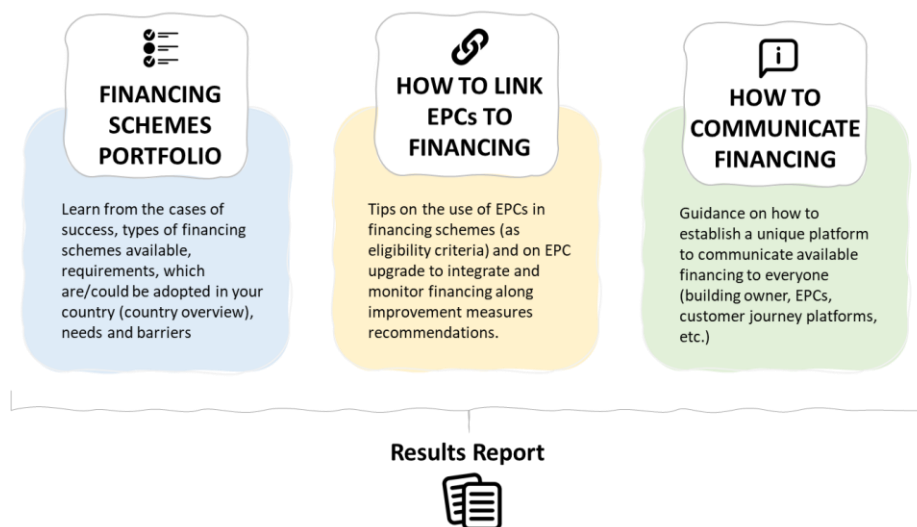 FINANCING
SCHEMES
PORTFOLIO
Learn from the cases of
success, types of financing
schemes available,
requirements, which
are/could be adopted in your
country (country overview),
needs and barriers
HOW TO LINK
EPCs TO
FINANCING
Tips on the use of EPCs in
financing schemes (as
eligibility criteria) and on EPC
upgrade to integrate and
monitor financing along
improvement measures
recommendations.
i
HOW TO
COMMUNICATE
FINANCING
Guidance on how to
establish a unique platform
to communicate available
financing to everyone
(building owner, EPCs,
customer journey platforms,
etc.)
Results Report